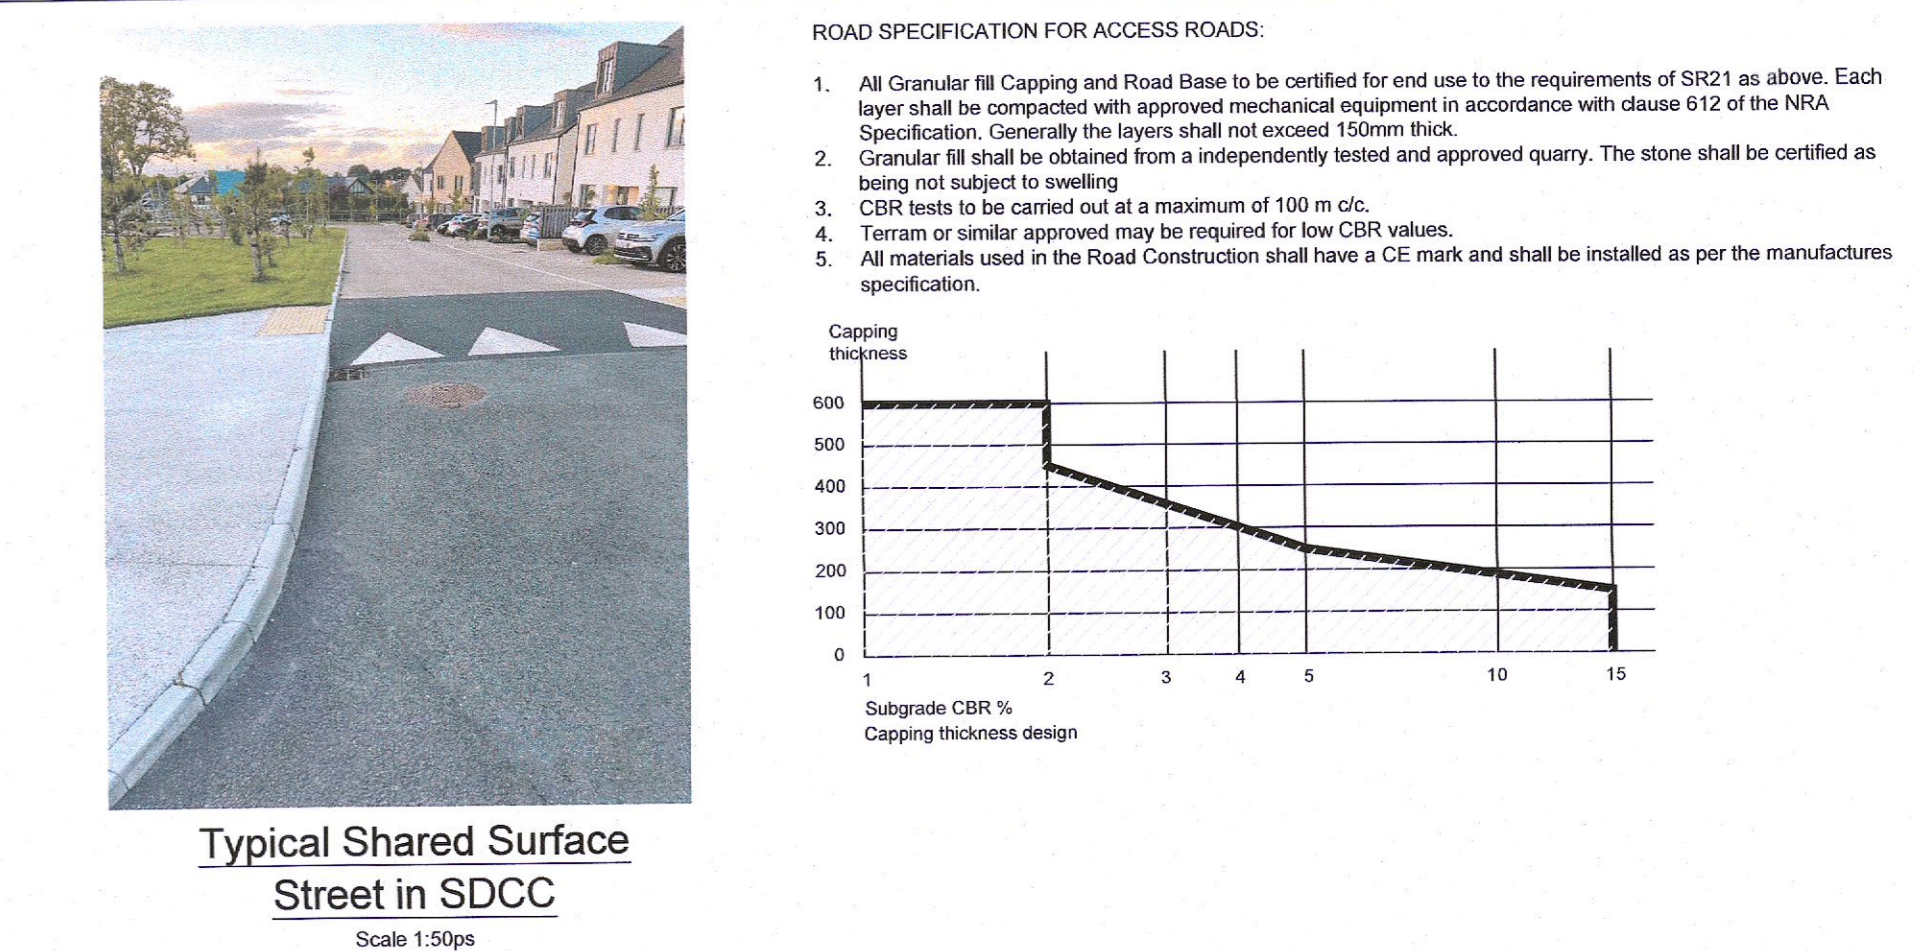 Typical Shared Surface
Street in SDCC
Scale 1:50ps
ROAD SPECIFICATION FOR ACCESS ROADS:
1. All Granular fill Capping and Road Base to be certified for end use to the requirements of SR21 as above. Each
layer shall be compacted with approved mechanical equipment in accordance with clause 612 of the NRA
Specification. Generally the layers shall not exceed 150mm thick.
2. Granular fill shall be obtained from a independently tested and approved quarry. The stone shall be certified as
being not subject to swelling
3. CBR tests to be carried out at a maximum of 100 m c/c.
4. Terram or similar approved may be required for low CBR values.
5. All materials used in the Road Construction shall have a CE mark and shall be installed as per the manufactures
specification.
Capping
thickness
600
500
400
300
200
100
0
1 2 3 4 5 10 15
Subgrade CBR %
Capping thickness design